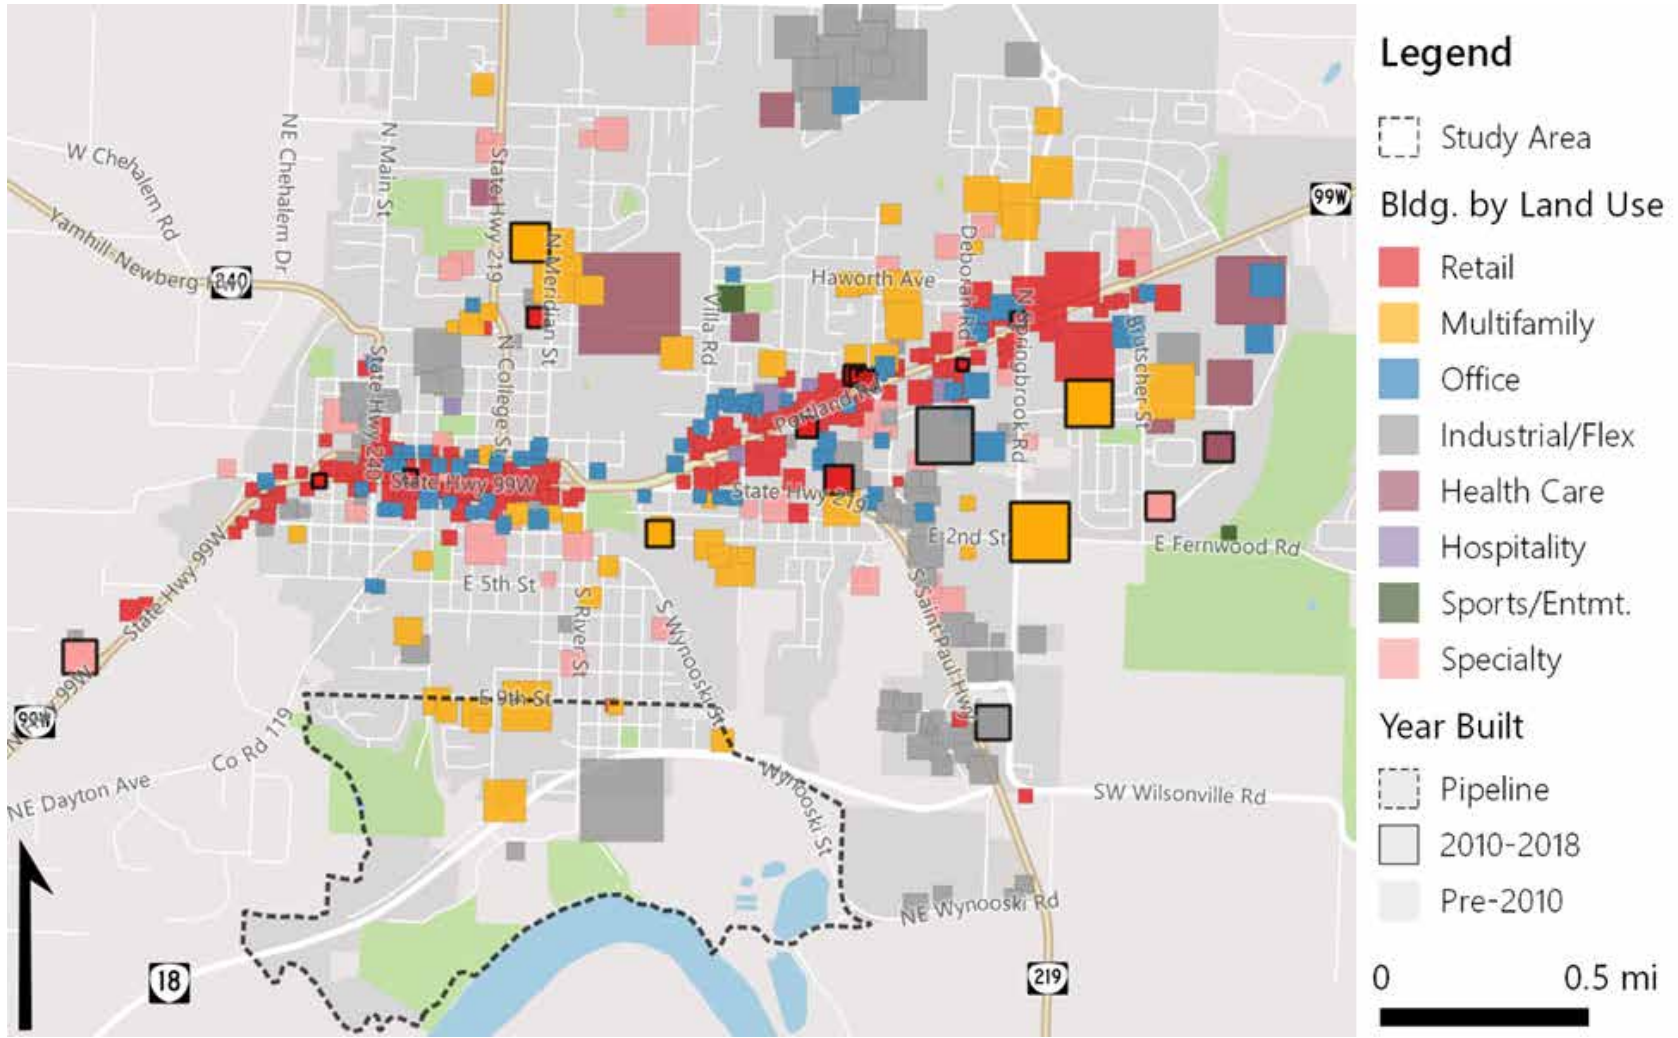 Legend
Study Area
Bldg. by Land Use
Retail
Multifamily
Office
Industrial/Flex
Health Care
Hospitality
Sports/Entmt.
Specialty
Year Built
Pipeline
2010-2018
Pre-2010
0 0.5 mi
W Chehalem Rd
NE Chehalem Dr
N Main St
State Hwy 219
N Meridian St
Yamhill-Newberg
240
99W
Haworth Ave
Villa Rd
Deborah Rd
N Springbrook Rd
Brutscher St
N College St
State Hwy 240
Portland Rd
State Hwy 99W
State Hwy 219
State Hwy 99W
E 2nd St
E Fernwood Rd
E 5th St
S River St
S Wynooski St
S Saint Paul Hwy
99W
99W
E 9th St
Co Rd 119
NE Dayton Ave
Wynooski St
SW Wilsonville Rd
NE Wynooski Rd
18
219